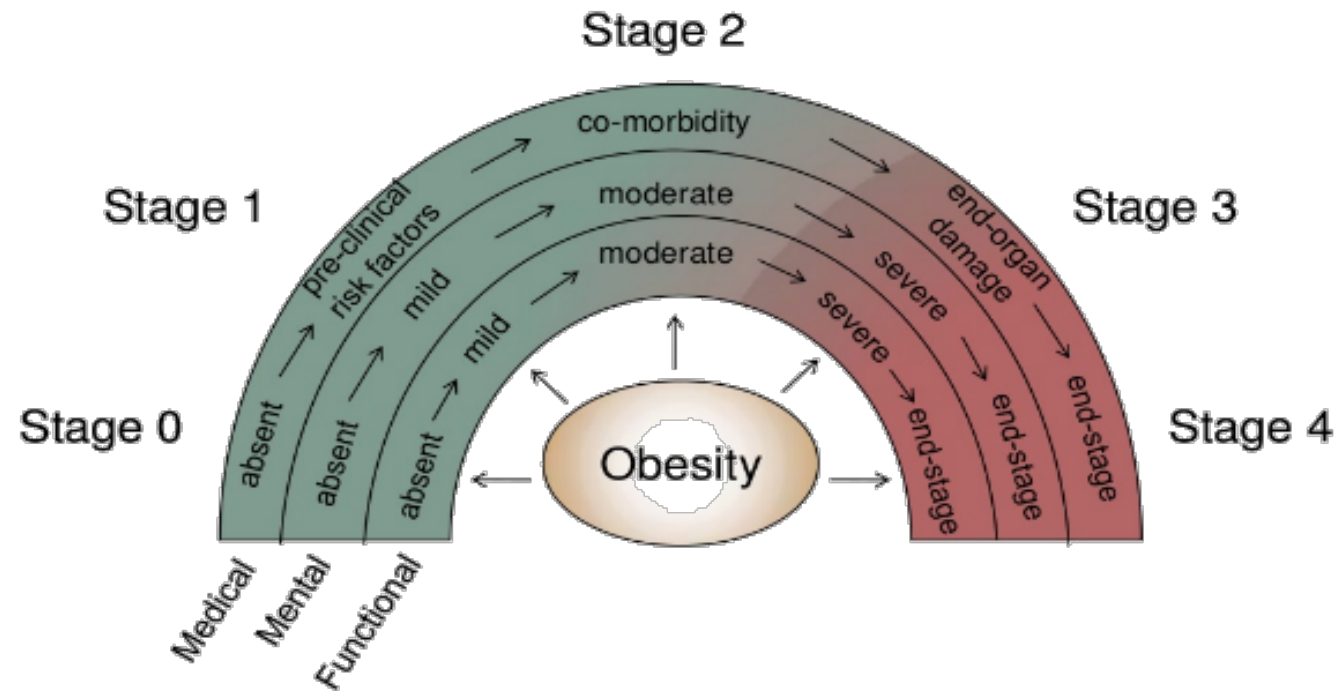 Stage 2
co-morbidity
Stage 1
Stage 3
pre-clinical
risk factors
moderate
end-organ
damage
mild
moderate
severe
mild
severe
Stage 0
Stage 4
absent
absent
absent
Obesity
end-stage
end-stage
end-stage
Medical
Mental
Functional